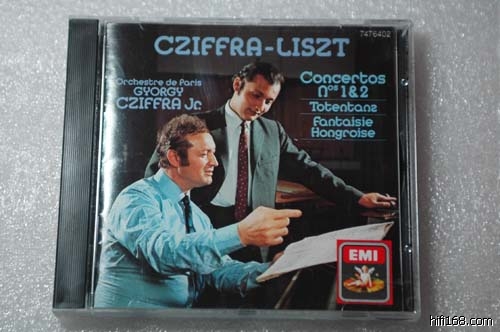 7476402
CZIFFRA-LISZT
Orchestre de Paris
GYORGY
CZIFFRA Jr.
Concertos
Nos 1 & 2
Totentanz
Fantaisie
Hongroise
EMI
hifi168.com